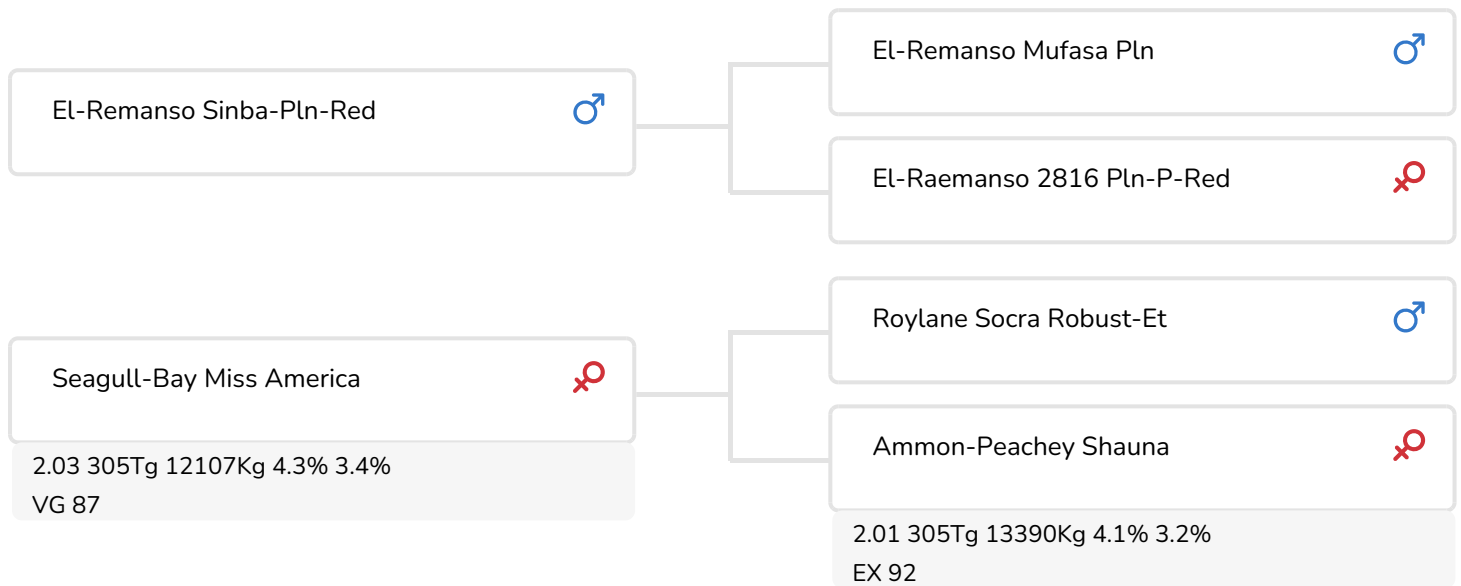 El-Remanso Sinba-Pln-Red
El-Remanso Mufasa Pln
El-Raemanso 2816 Pln-P-Red
Seagull-Bay Miss America
2.03 305Tg 12107Kg 4.3% 3.4%
VG 87
Roylane Socra Robust-Et
Ammon-Peachey Shauna
2.01 305Tg 13390Kg 4.1% 3.2%
EX 92